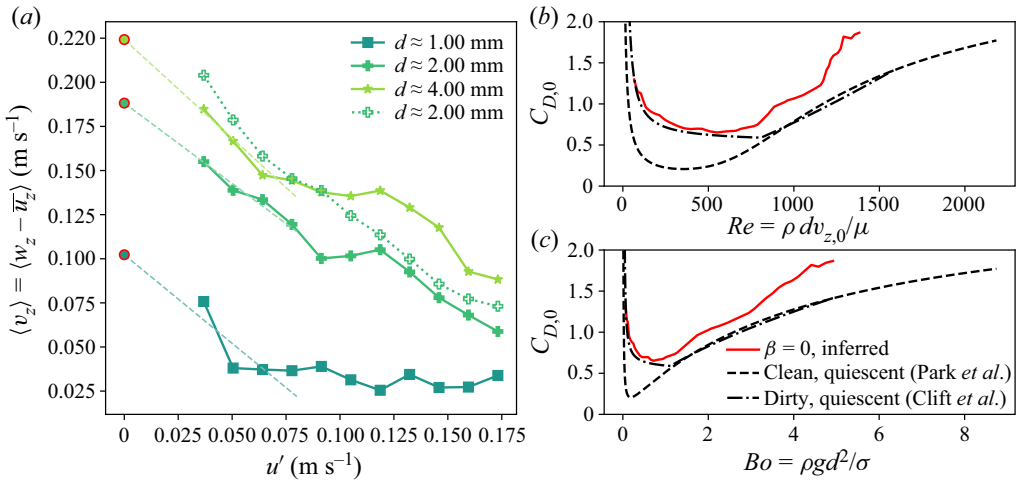 (a)
0.220
0.200
0.175
0.150
0.125
0.100
0.075
0.050
0.025
⟨v_z⟩ = ⟨w_z − \overline{u}_z⟩ (m s⁻¹)
d ≈ 1.00 mm
d ≈ 2.00 mm
d ≈ 4.00 mm
d ≈ 2.00 mm
0 0.025 0.050 0.075 0.100 0.125 0.150 0.175
u′ (m s⁻¹)
(b)
2.0
1.5
1.0
0.5
0
C_{D,0}
0 500 1000 1500 2000
Re = ρ dv_{z,0}/μ
(c)
2.0
1.5
1.0
0.5
0
C_{D,0}
β = 0, inferred
Clean, quiescent (Park et al.)
Dirty, quiescent (Clift et al.)
0 2 4 6 8
Bo = ρgd²/σ